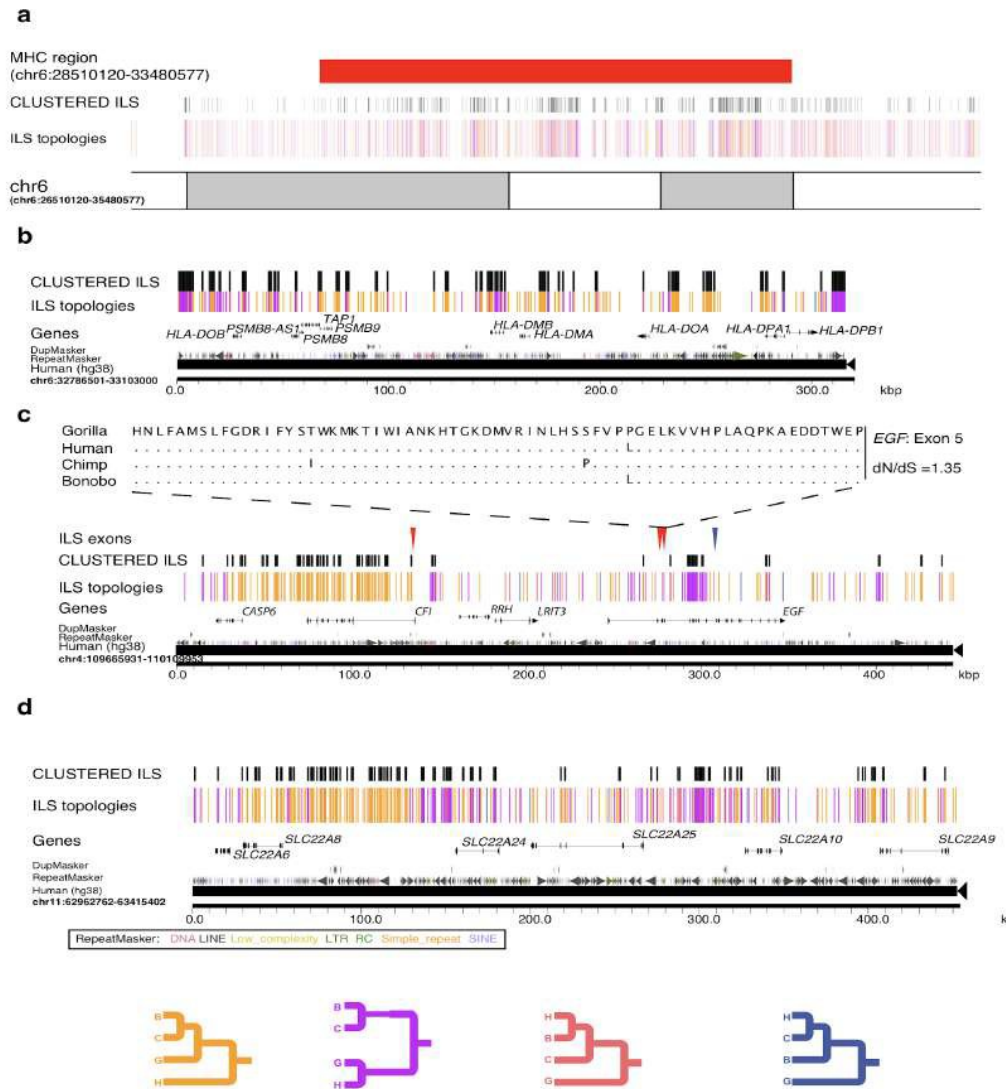 a
MHC region
(chr6:28510120-33480577)
CLUSTERED ILS
ILS topologies
chr6
(chr6:26510120-35480577)
b
CLUSTERED ILS
ILS topologies
Genes
HLA-DOB PSMB8-AS1 TAP1 PSMB8 PSMB9 HLA-DMB HLA-DMA HLA-DOA HLA-DPA1 HLA-DPB1
DupMasker
RepeatMasker
Human (hg38)
chr6:32786501-33103000
0.0 100.0 200.0 300.0 kbp
c
Gorilla HNLFAMSLFGDRIFYSTWKMKTIWIANKHTGKDMVRINLHSSFVPPGELKVVHPLAQPKAEDDTWEP
Human .............................................L.....................
Chimp ................I........................P.........................
Bonobo .............................................L.....................
EGF: Exon 5
dN/dS =1.35
ILS exons
CLUSTERED ILS
ILS topologies
Genes
CASP6 CFI RRH LRIT3 EGF
DupMasker
RepeatMasker
Human (hg38)
chr4:109665931-110109953
0.0 100.0 200.0 300.0 400 kbp
d
CLUSTERED ILS
ILS topologies
Genes
SLC22A6 SLC22A8 SLC22A24 SLC22A25 SLC22A10 SLC22A9
DupMasker
RepeatMasker
Human (hg38)
chr11:62962762-63415402
0.0 100.0 200.0 300.0 400.0 k
RepeatMasker: DNA LINE Low_complexity LTR RC Simple_repeat SINE
B B H H
C C B C
G G C B
H H G G